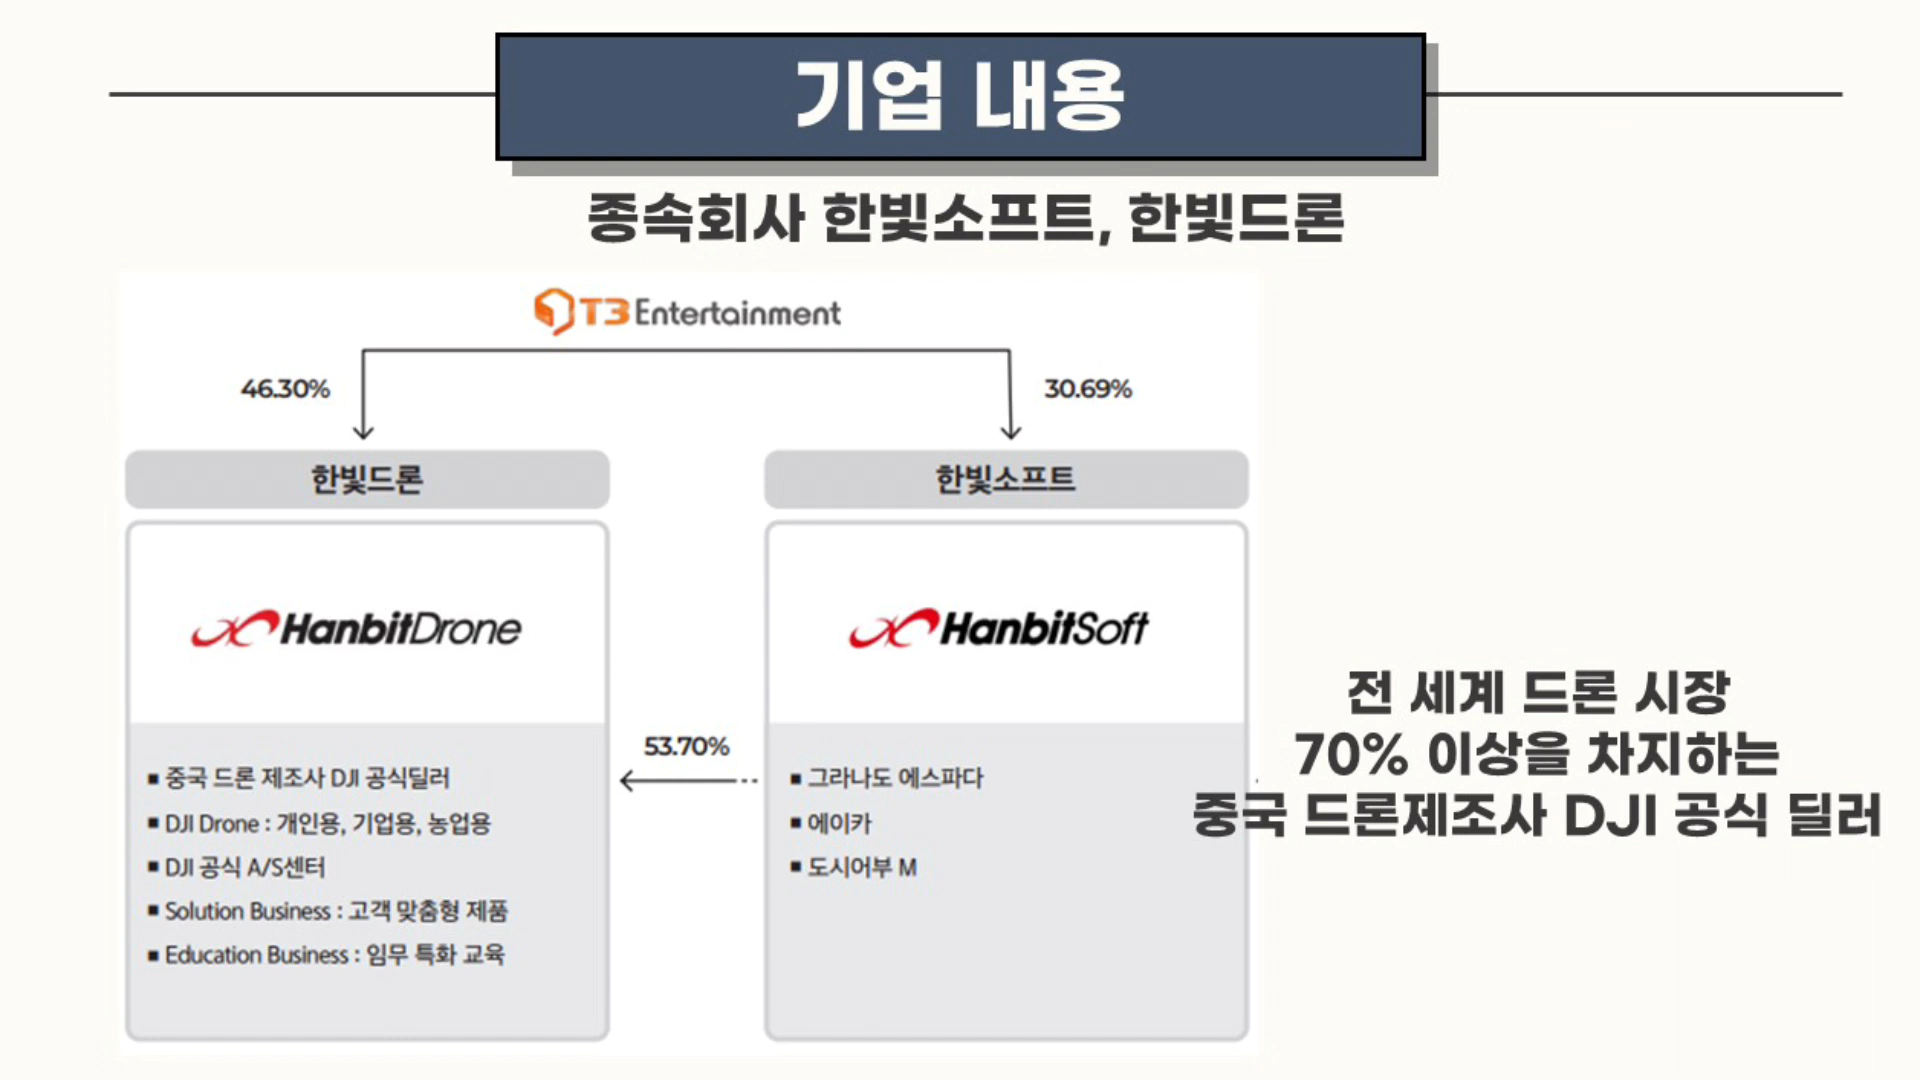 기업 내용
종속회사 한빛소프트, 한빛드론
T3 Entertainment
46.30%
30.69%
한빛드론
한빛소프트
HanbitDrone
HanbitSoft
53.70%
▪ 중국 드론 제조사 DJI 공식딜러
▪ DJI Drone : 개인용, 기업용, 농업용
▪ DJI 공식 A/S센터
▪ Solution Business : 고객 맞춤형 제품
▪ Education Business : 임무 특화 교육
▪ 그라나도 에스파다
▪ 에이카
▪ 도시어부 M
전 세계 드론 시장
70% 이상을 차지하는
중국 드론제조사 DJI 공식 딜러